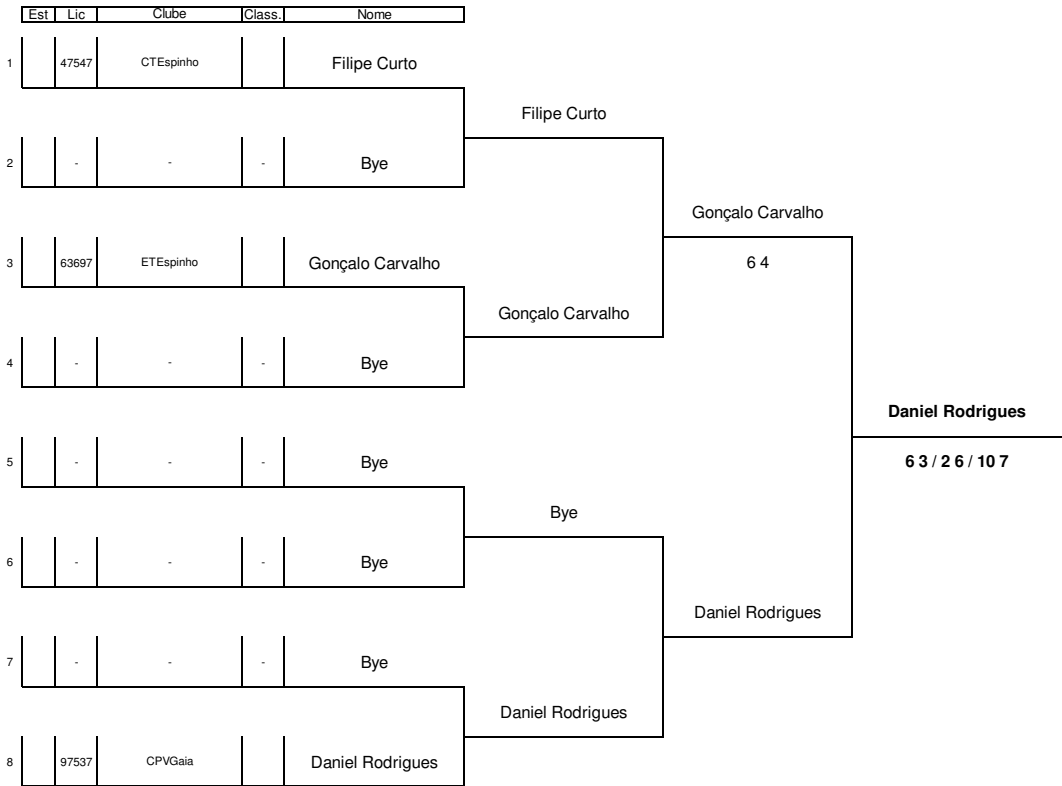 Est Lic Clube Class. Nome
1 47547 CTEspinho Filipe Curto
Filipe Curto
2 - - - Bye
Gonçalo Carvalho
3 63697 ETEspinho Gonçalo Carvalho
6 4
Gonçalo Carvalho
4 - - - Bye
Daniel Rodrigues
5 - - - Bye
6 3 / 2 6 / 10 7
Bye
6 - - - Bye
Daniel Rodrigues
7 - - - Bye
Daniel Rodrigues
8 97537 CPVGaia Daniel Rodrigues